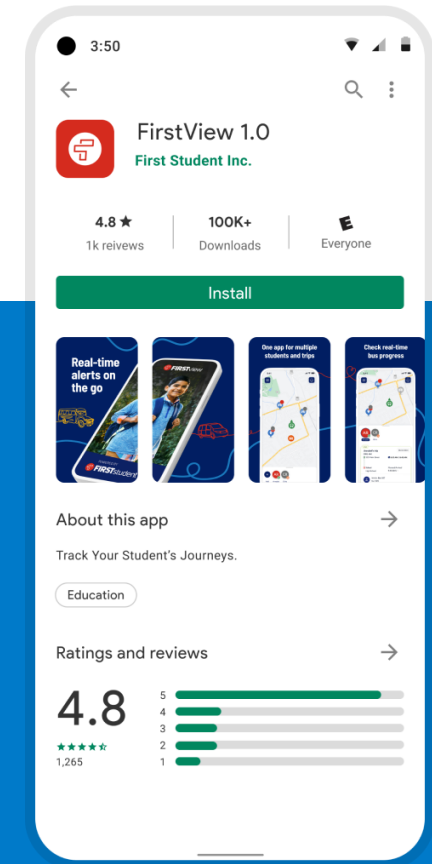 3:50
FirstView 1.0
First Student Inc.
4.8 ★
1k reivews
100K+
Downloads
E
Everyone
Install
Real-time
alerts on
the go
FIRSTstudent
FIRSTview
One app for multiple
students and trips
Check real-time
bus progress
About this app
Track Your Student's Journeys.
Education
Ratings and reviews
4.8
1,265
5
4
3
2
1